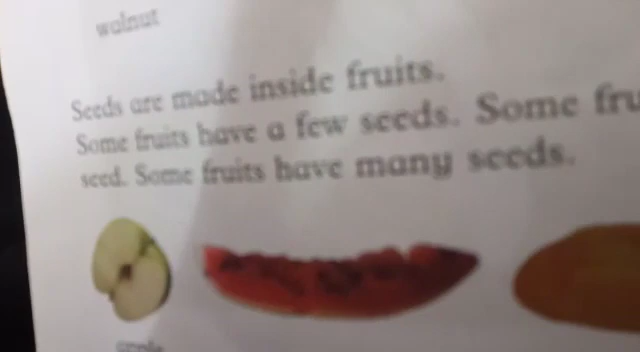 walnut
Seeds are made inside fruits.
Some fruits have a few seeds. Some fru
seed. Some fruits have many seeds.
apple